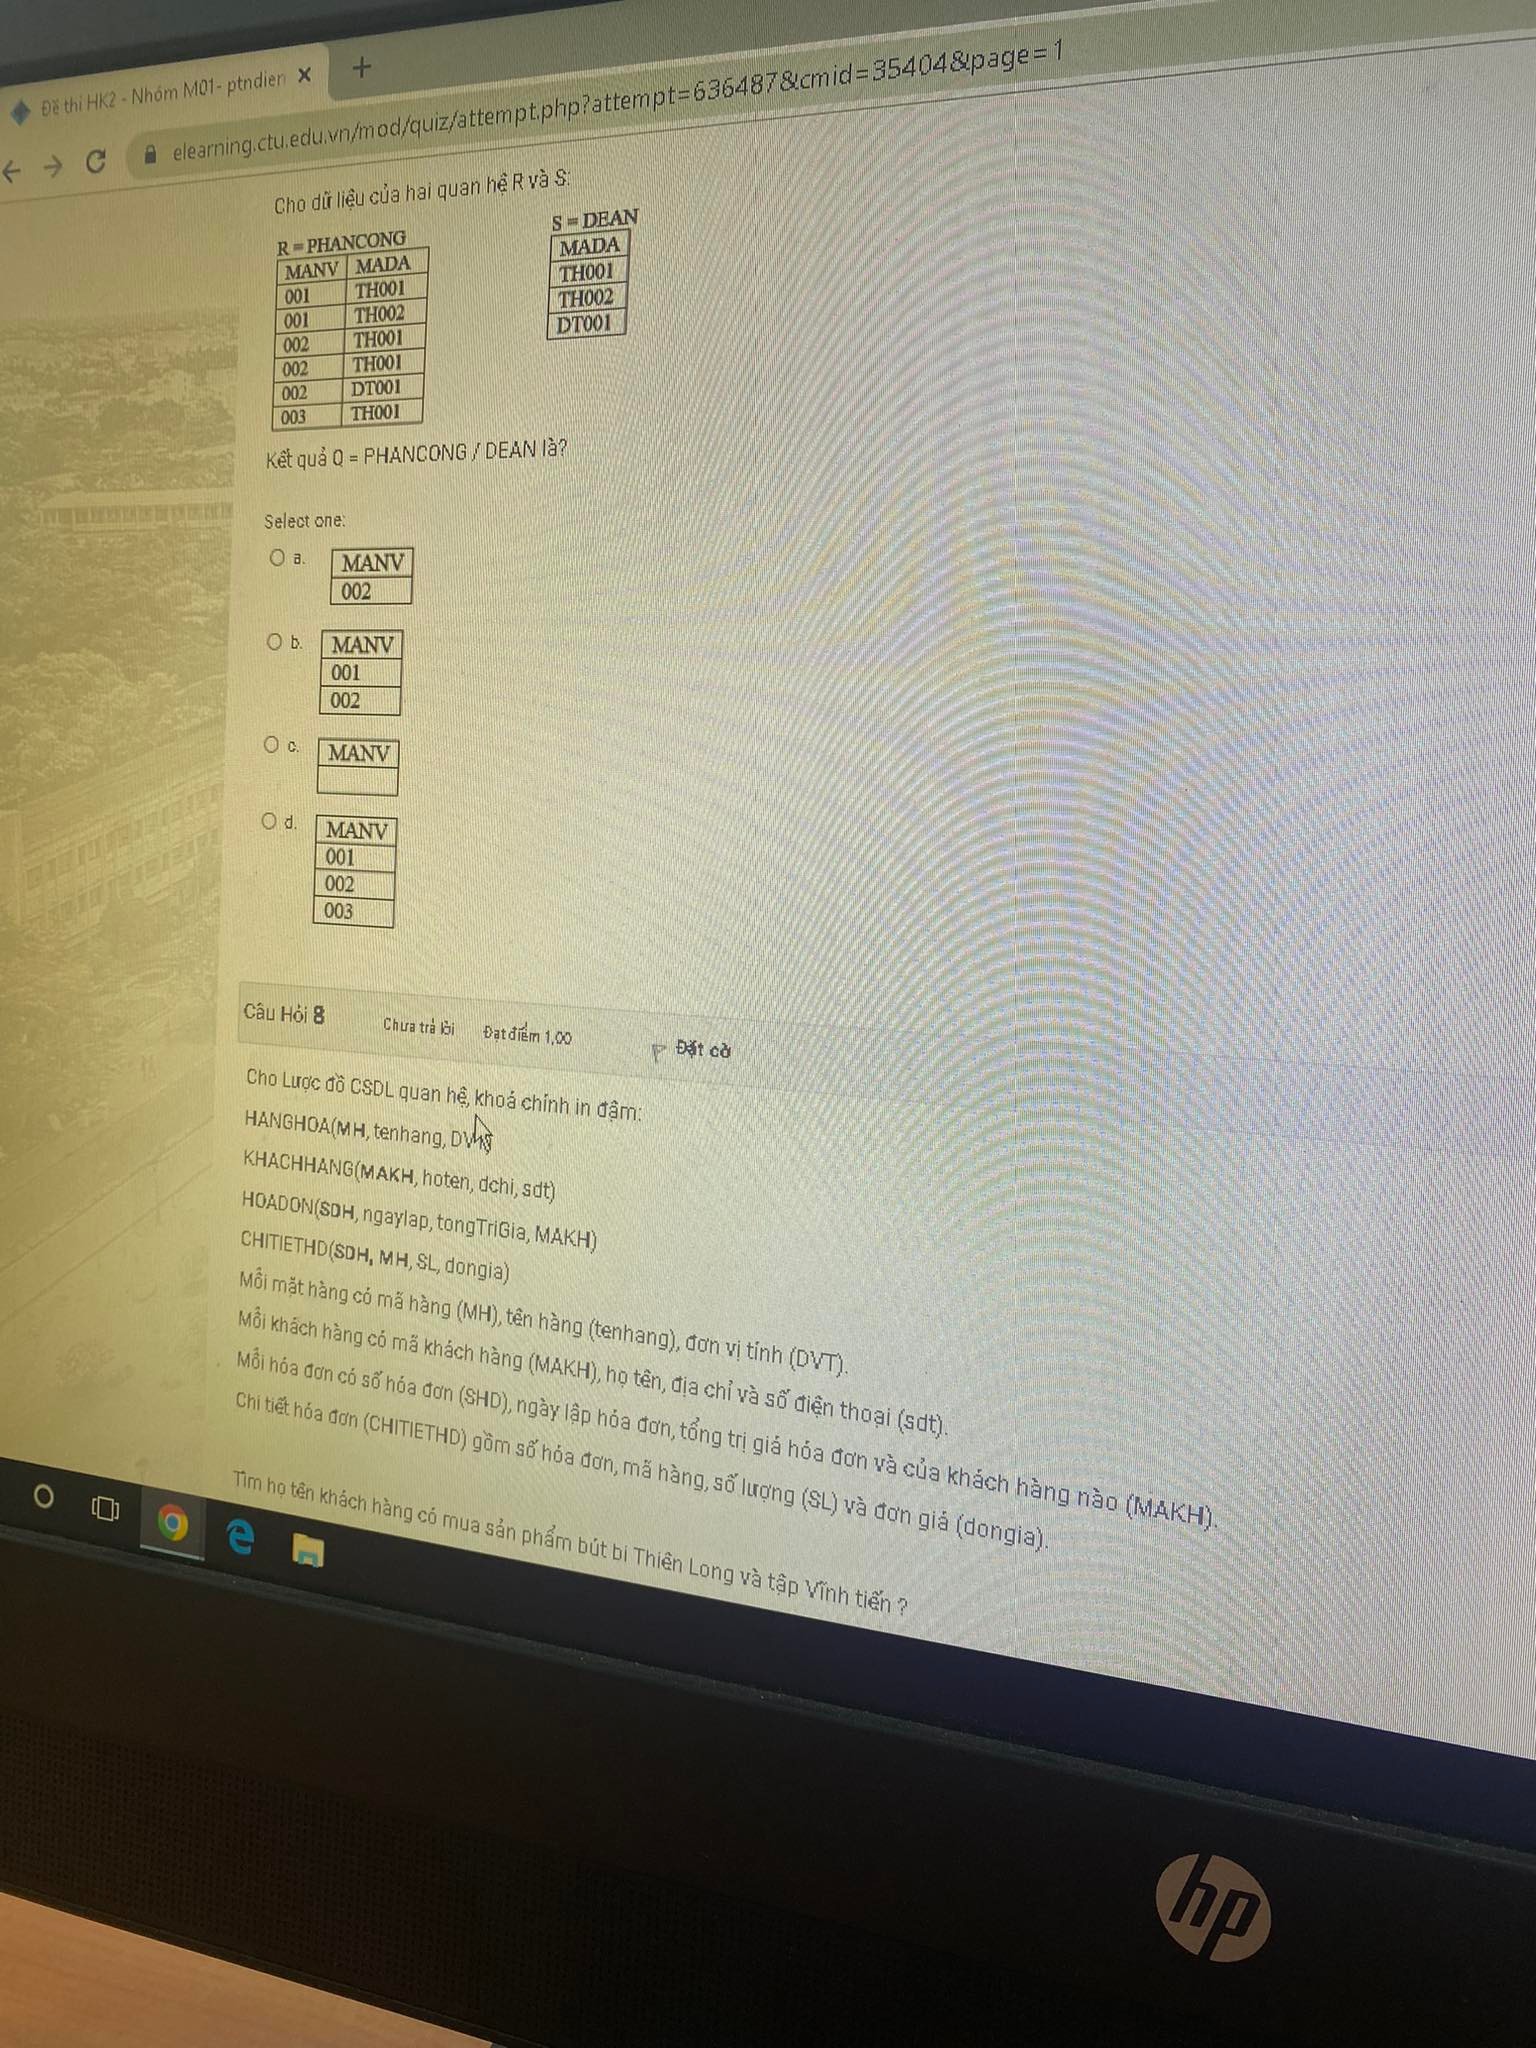 Đề thi HK2 - Nhóm M01- ptndien
elearning.ctu.edu.vn/mod/quiz/attempt.php?attempt=636487&cmid=35404&page=1
Cho dữ liệu của hai quan hệ R và S:
R = PHANCONG
MANV MADA
001 TH001
001 TH002
002 TH001
002 TH001
002 DT001
003 TH001
S = DEAN
MADA
TH001
TH002
DT001
Kết quả Q = PHANCONG / DEAN là?
Select one:
a.
MANV
002
b.
MANV
001
002
c.
MANV
d.
MANV
001
002
003
Câu Hỏi 8 Chưa trả lời Đạt điểm 1,00 Đặt cờ
Cho Lược đồ CSDL quan hệ, khoá chính in đậm:
HANGHOA(MH, tenhang,
KHACHHANG(MAKH, hoten, dchi, sdt)
HOADON(SDH, ngaylap, tongTriGia, MAKH)
CHITIETHD(SDH, MH, SL, dongia)
Mỗi mặt hàng có mã hàng (MH), tên hàng (tenhang), đơn vị tính (DVT).
Mỗi khách hàng có mã khách hàng (MAKH), họ tên, địa chỉ và số điện thoại (sdt).
Mỗi hóa đơn có số hóa đơn (SHD), ngày lập hóa đơn, tổng trị giá hóa đơn và của khách hàng nào (MAKH).
Chi tiết hóa đơn (CHITIETHD) gồm số hóa đơn, mã hàng, số lượng (SL) và đơn giá (dongia).
Tìm họ tên khách hàng có mua sản phẩm bút bi Thiên Long và tập Vĩnh tiến ?
hp